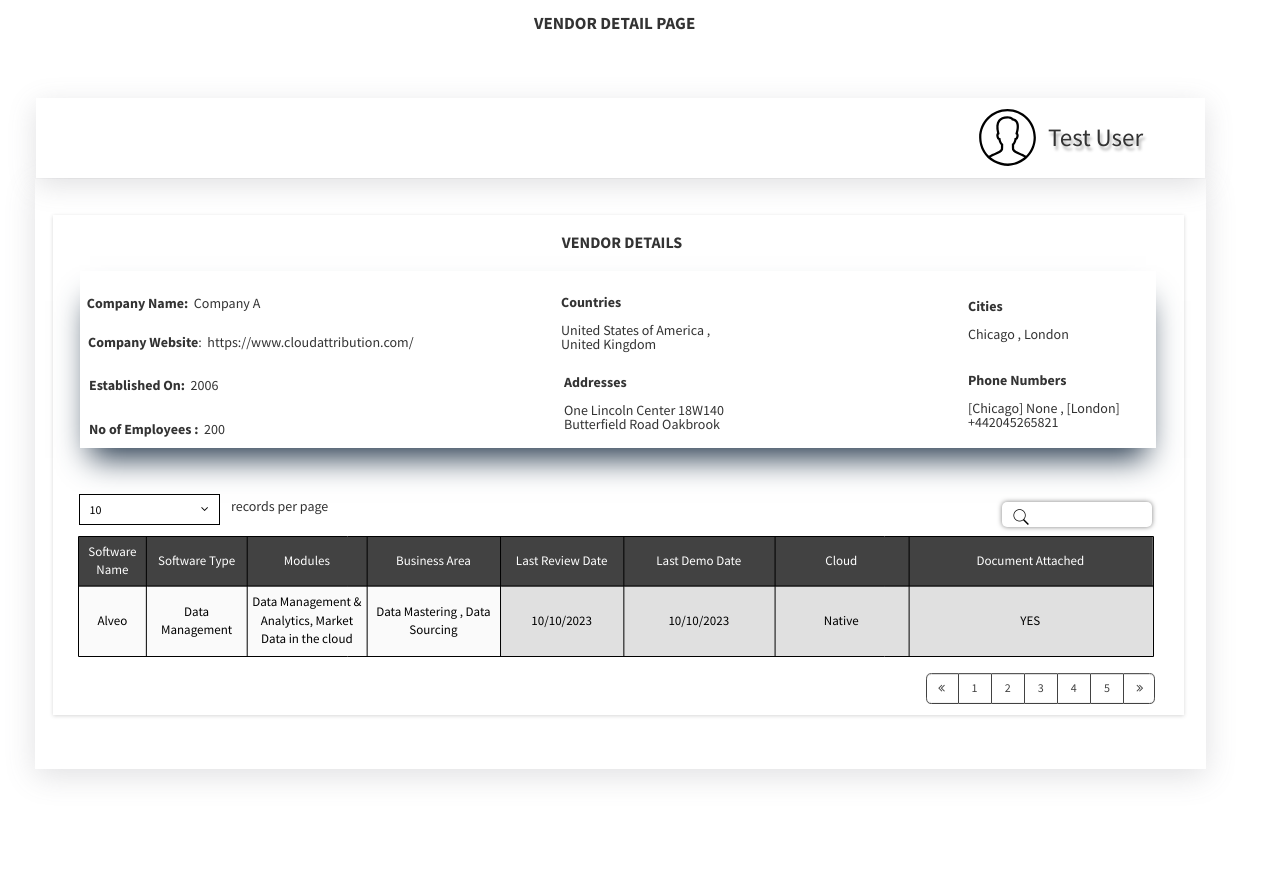 VENDOR DETAIL PAGE
Test User
VENDOR DETAILS
Company Name: Company A
Company Website: https://www.cloudattribution.com/
Established On: 2006
No of Employees : 200
Countries
United States of America ,
United Kingdom
Addresses
One Lincoln Center 18W140
Butterfield Road Oakbrook
Cities
Chicago , London
Phone Numbers
[Chicago] None , [London]
+442045265821
10
records per page
Software
Name
Software Type
Modules
Business Area
Last Review Date
Last Demo Date
Cloud
Document Attached
Alveo
Data
Management
Data Management &
Analytics, Market
Data in the cloud
Data Mastering , Data
Sourcing
10/10/2023
10/10/2023
Native
YES
« 1 2 3 4 5 »